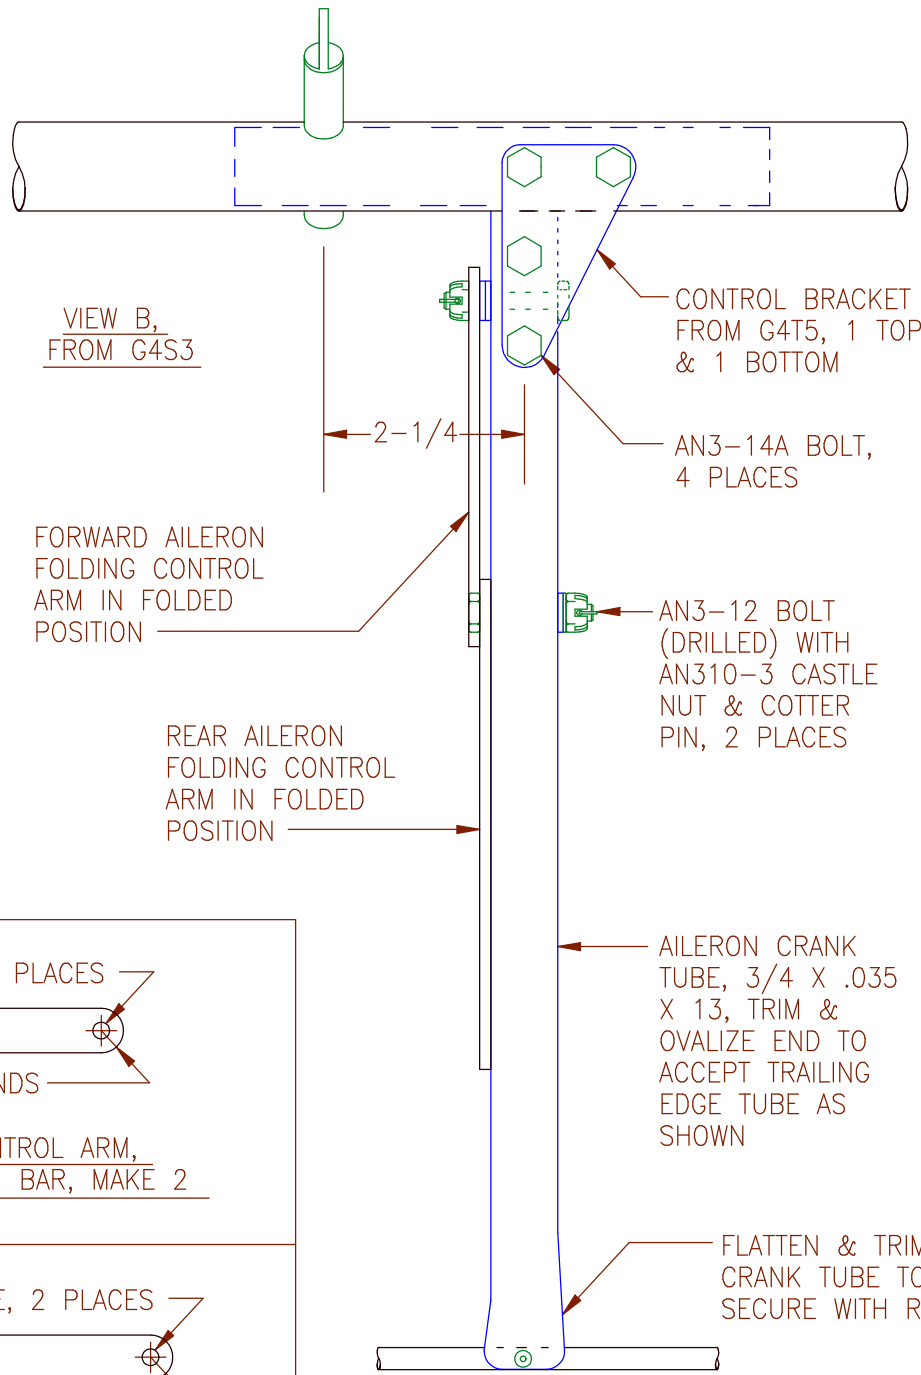 VIEW B,
FROM G4S3
CONTROL BRACKET
FROM G4T5, 1 TOP
& 1 BOTTOM
2-1/4
AN3-14A BOLT,
4 PLACES
FORWARD AILERON
FOLDING CONTROL
ARM IN FOLDED
POSITION
AN3-12 BOLT
(DRILLED) WITH
AN310-3 CASTLE
NUT & COTTER
PIN, 2 PLACES
REAR AILERON
FOLDING CONTROL
ARM IN FOLDED
POSITION
AILERON CRANK
TUBE, 3/4 X .035
X 13, TRIM &
OVALIZE END TO
ACCEPT TRAILING
EDGE TUBE AS
SHOWN
PLACES
NDS
NTROL ARM,
BAR, MAKE 2
FLATTEN & TRIM
CRANK TUBE TO
SECURE WITH R
E, 2 PLACES